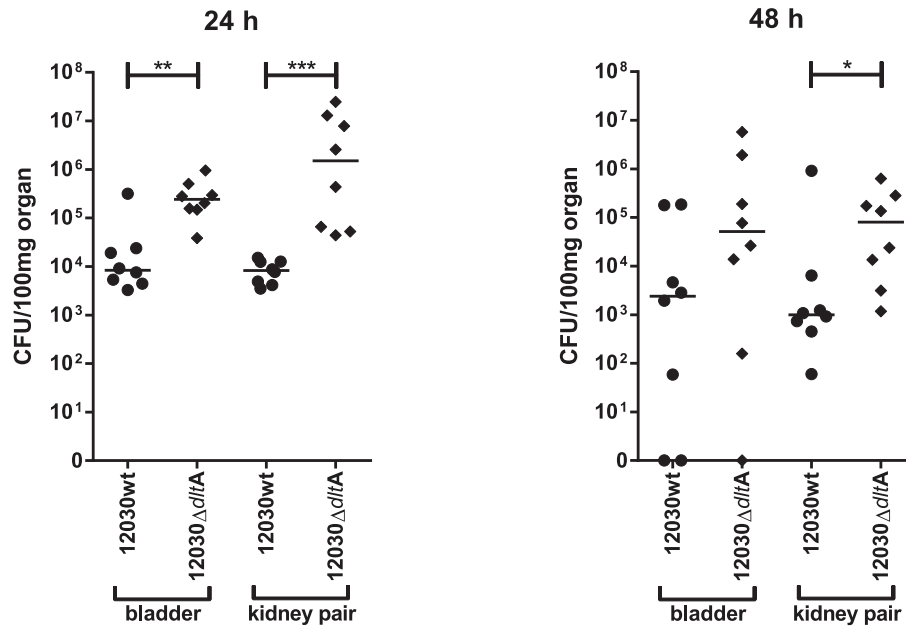 24 h
48 h
** ***
*
CFU/100mg organ
10⁸
10⁷
10⁶
10⁵
10⁴
10³
10²
10¹
0
12030wt
12030ΔdltA
12030wt
12030ΔdltA
bladder
kidney pair
CFU/100mg organ
10⁸
10⁷
10⁶
10⁵
10⁴
10³
10²
10¹
0
12030wt
12030ΔdltA
12030wt
12030ΔdltA
bladder
kidney pair